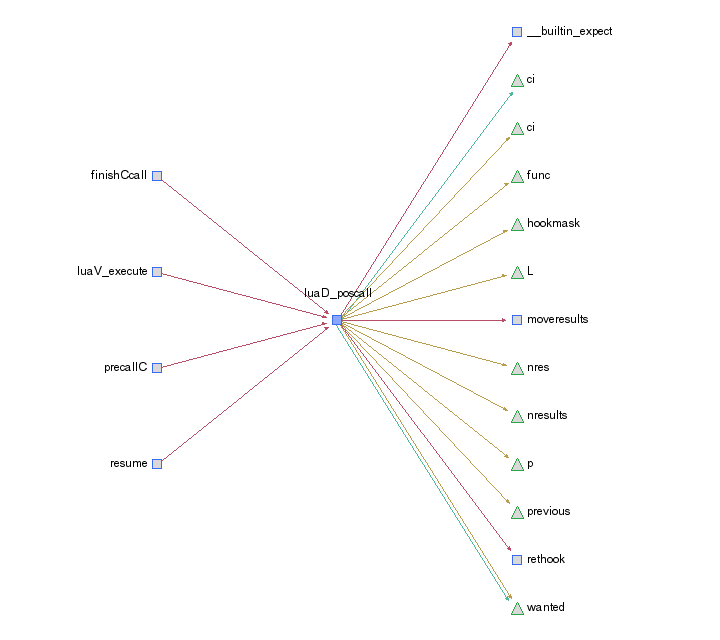 __builtin_expect
ci
ci
finishCcall
func
hookmask
luaV_execute
L
luaD_poscall
moveresults
precallC
nres
nresults
resume
p
previous
rethook
wanted